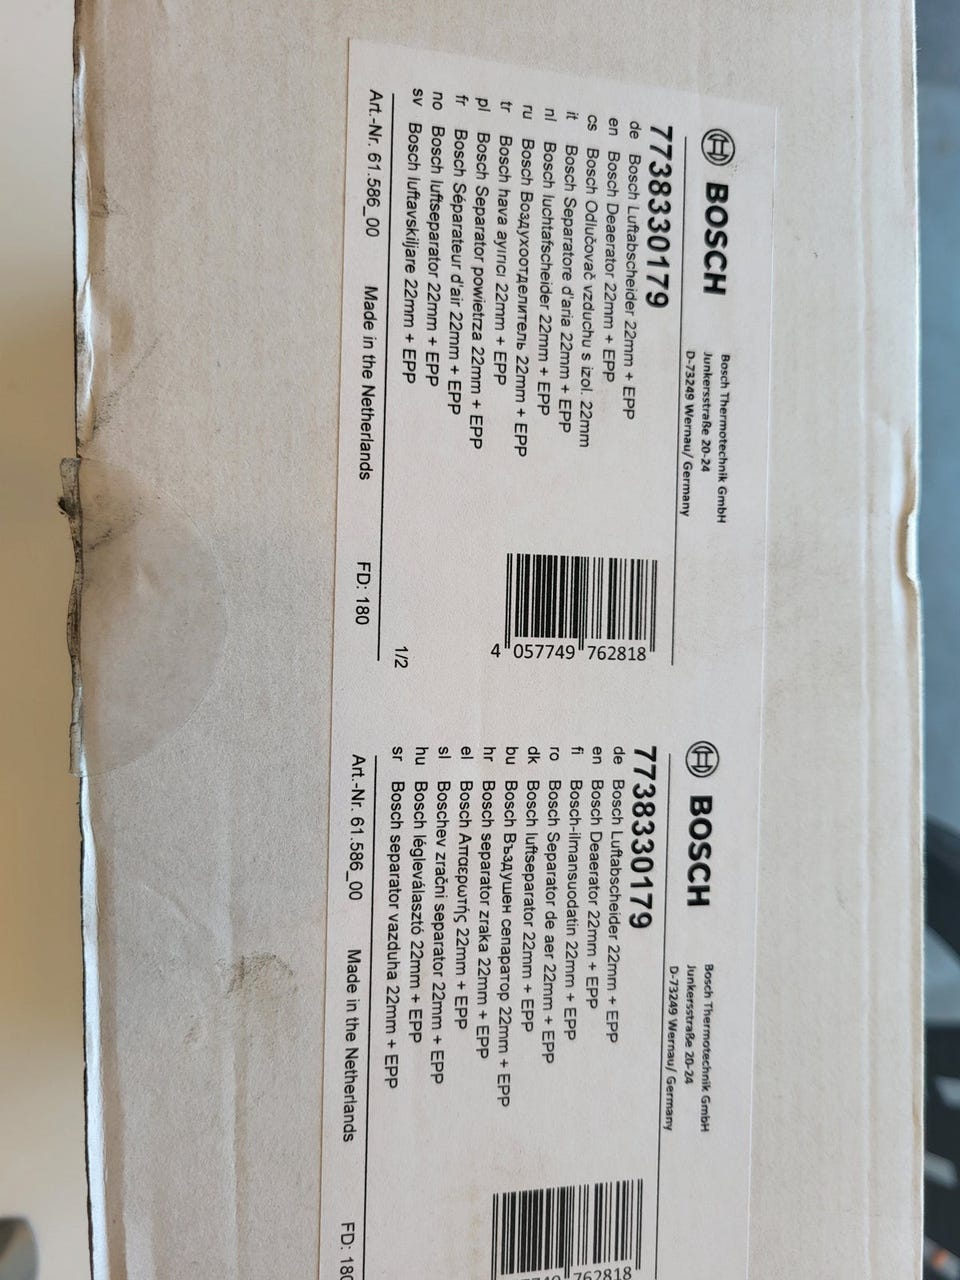 BOSCH
Bosch Thermotechnik GmbH
Junkersstraße 20-24
D-73249 Wernau/ Germany
7738330179
de Bosch Luftabscheider 22mm + EPP
en Bosch Deaerator 22mm + EPP
cs Bosch Odlučovač vzduchu s izol. 22mm
it Bosch Separatore d'aria 22mm + EPP
nl Bosch luchtafscheider 22mm + EPP
ru Bosch Воздухоотделитель 22mm + EPP
tr Bosch hava ayırıcı 22mm + EPP
pl Bosch Separator powietrza 22mm + EPP
fr Bosch Séparateur d'air 22mm + EPP
no Bosch luftseparator 22mm + EPP
sv Bosch luftavskiljare 22mm + EPP
4 057749 762818
1/2
Art.-Nr. 61.586_00 Made in the Netherlands FD: 180
BOSCH
Bosch Thermotechnik GmbH
Junkersstraße 20-24
D-73249 Wernau/ Germany
7738330179
de Bosch Luftabscheider 22mm + EPP
en Bosch Deaerator 22mm + EPP
fi Bosch-ilmansuodatin 22mm + EPP
ro Bosch Separator de aer 22mm + EPP
dk Bosch luftseparator 22mm + EPP
bu Bosch Въздушен сепаратор 22mm + EPP
hr Bosch separator zraka 22mm + EPP
el Bosch Απαερωτής 22mm + EPP
sl Boschev zračni separator 22mm + EPP
hu Bosch légleválasztó 22mm + EPP
sr Bosch separator vazduha 22mm + EPP
762818
Art.-Nr. 61.586_00 Made in the Netherlands FD: 180